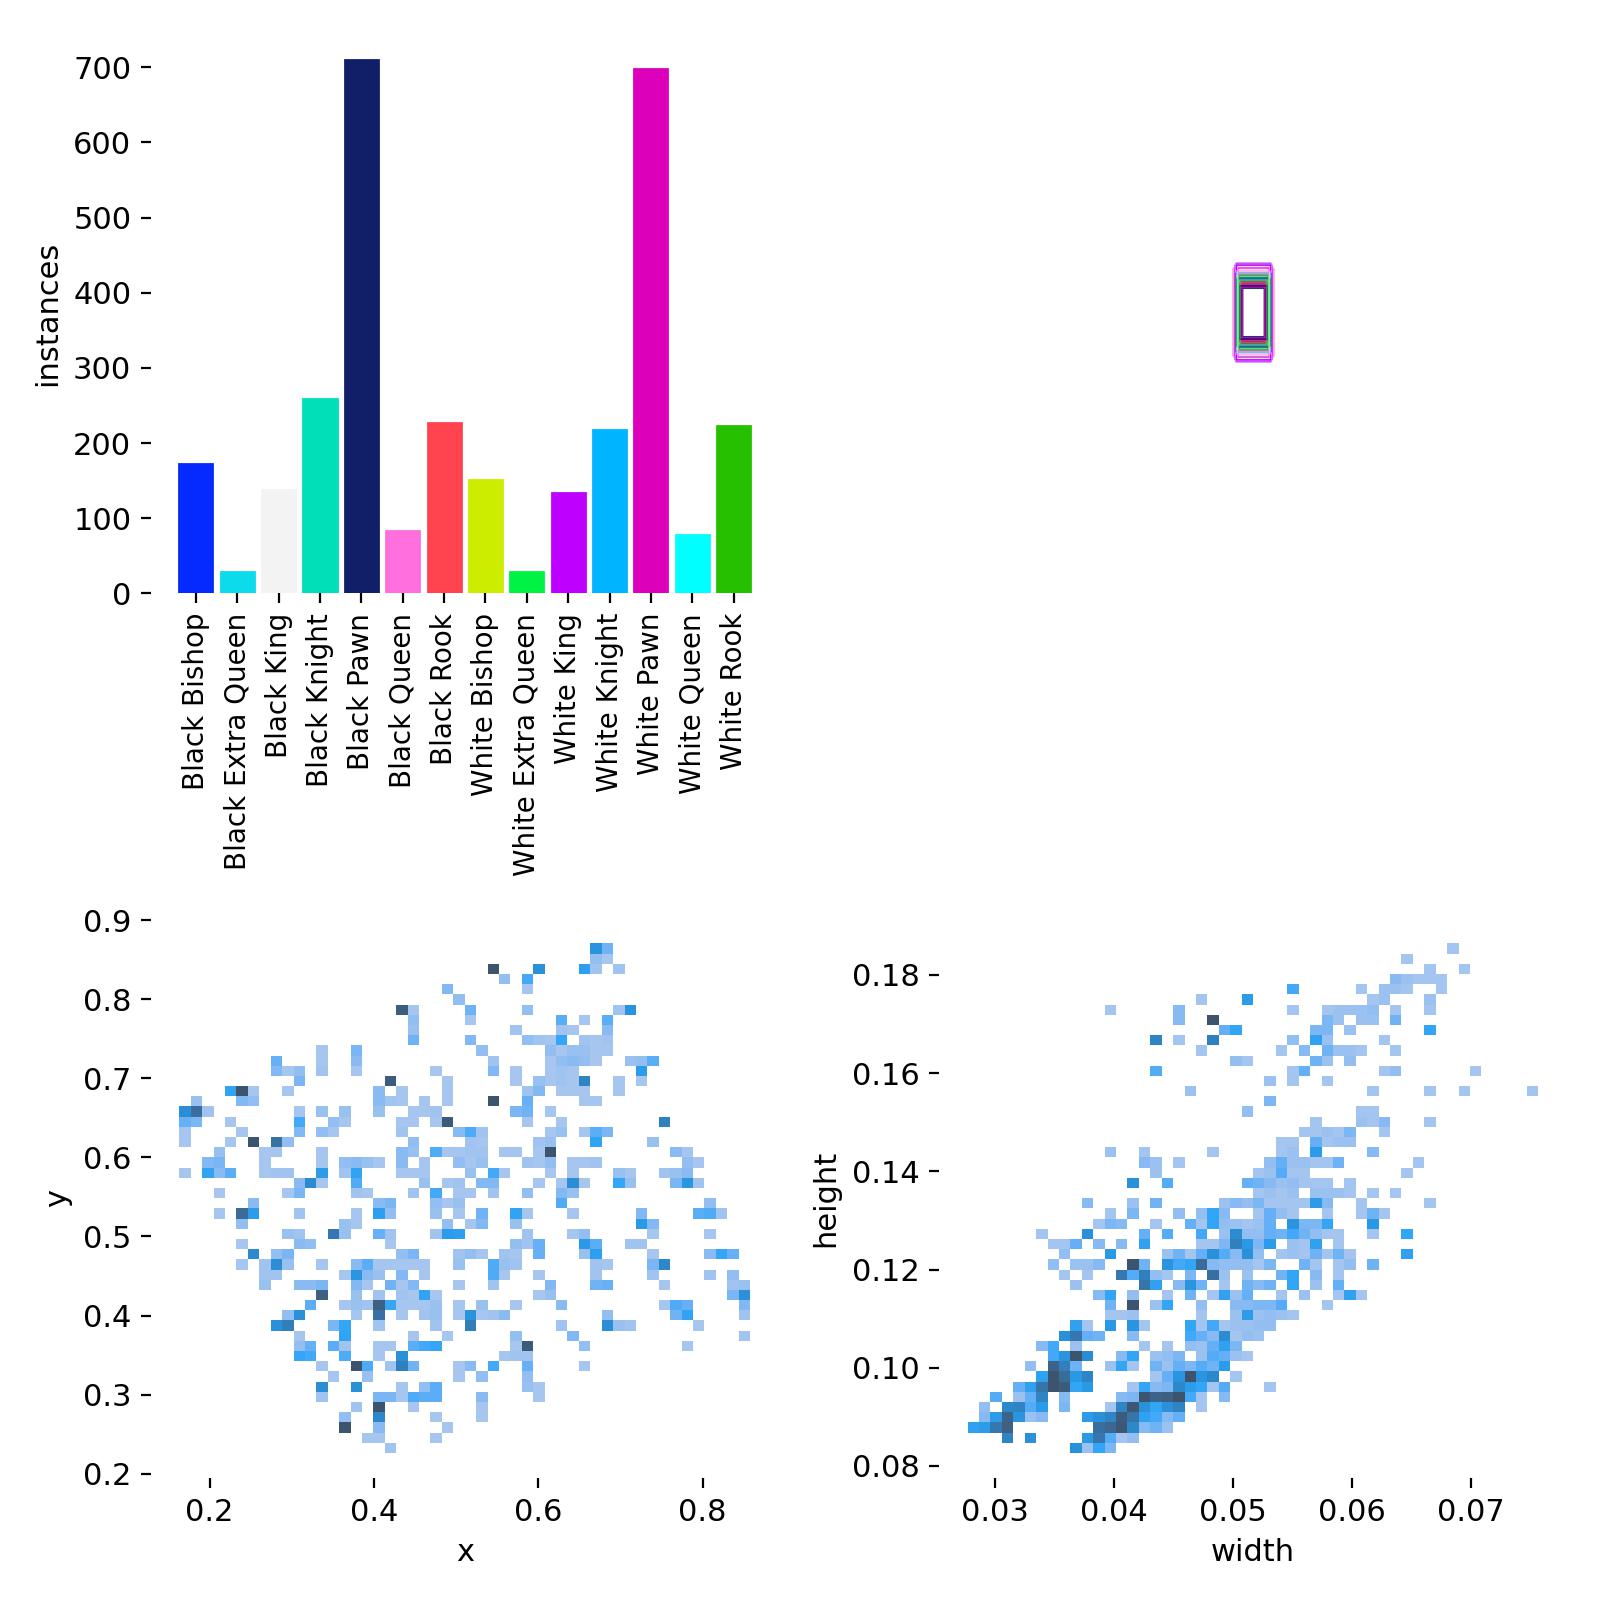 700
600
500
400
300
200
100
0
instances
Black Bishop
Black Extra Queen
Black King
Black Knight
Black Pawn
Black Queen
Black Rook
White Bishop
White Extra Queen
White King
White Knight
White Pawn
White Queen
White Rook
0.9
0.8
0.7
0.6
0.5
0.4
0.3
0.2
y
0.2 0.4 0.6 0.8
x
0.18
0.16
0.14
0.12
0.10
0.08
height
0.03 0.04 0.05 0.06 0.07
width